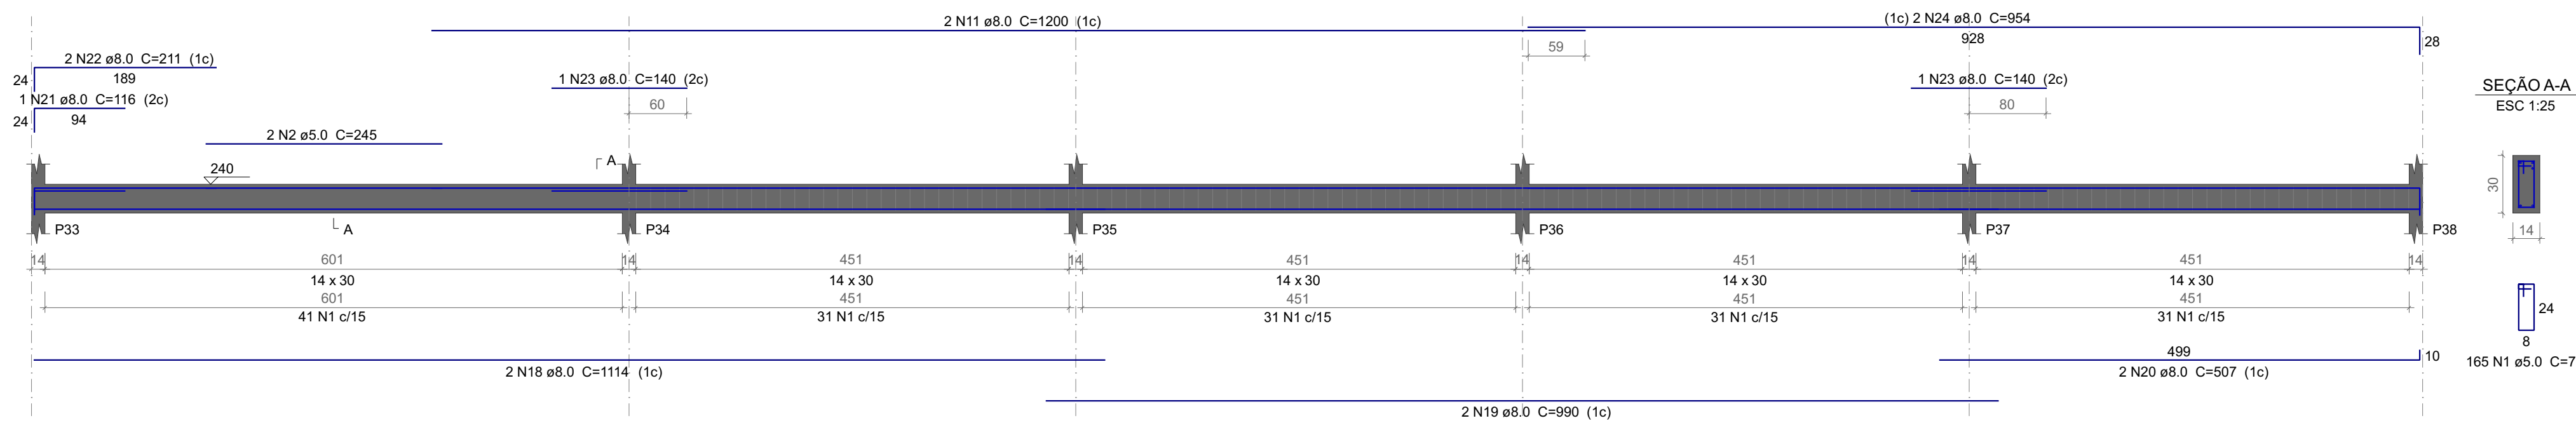 2 N11 ø8.0 C=1200 (1c)
(1c) 2 N24 ø8.0 C=954
928
28
59
2 N22 ø8.0 C=211 (1c)
24
189
1 N21 ø8.0 C=116 (2c)
24
94
1 N23 ø8.0 C=140 (2c)
60
1 N23 ø8.0 C=140 (2c)
80
SEÇÃO A-A
ESC 1:25
2 N2 ø5.0 C=245
240
A
A
P33
P34
P35
P36
P37
P38
30
14
14 601 14 451 14 451 14 451 14 451 14
14 x 30 14 x 30 14 x 30 14 x 30 14 x 30
601 451 451 451 451
41 N1 c/15 31 N1 c/15 31 N1 c/15 31 N1 c/15 31 N1 c/15
24
8
165 N1 ø5.0 C=7
2 N18 ø8.0 C=1114 (1c)
499
10
2 N20 ø8.0 C=507 (1c)
2 N19 ø8.0 C=990 (1c)